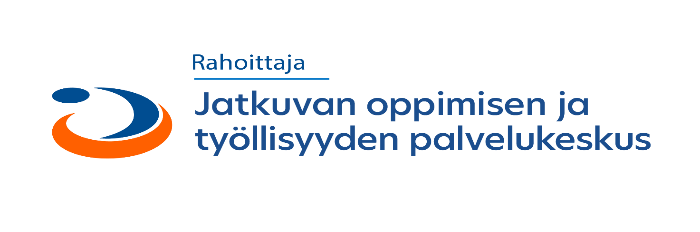 Rahoittaja
Jatkuvan oppimisen ja
työllisyyden palvelukeskus